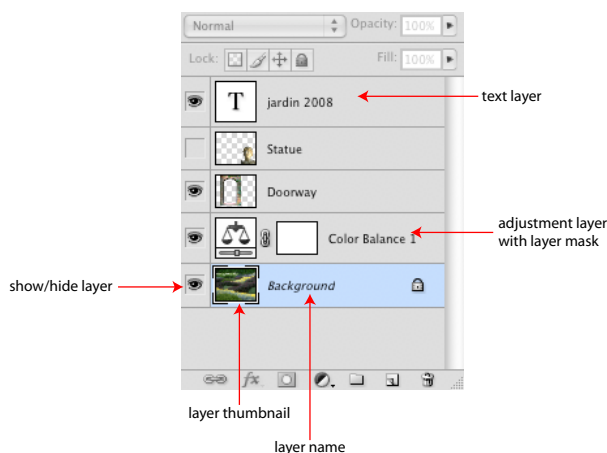 Normal
Opacity: 100%
Lock:
Fill: 100%
T
jardin 2008
text layer
Statue
Doorway
Color Balance 1
adjustment layer
with layer mask
show/hide layer
Background
fx.
layer thumbnail
layer name